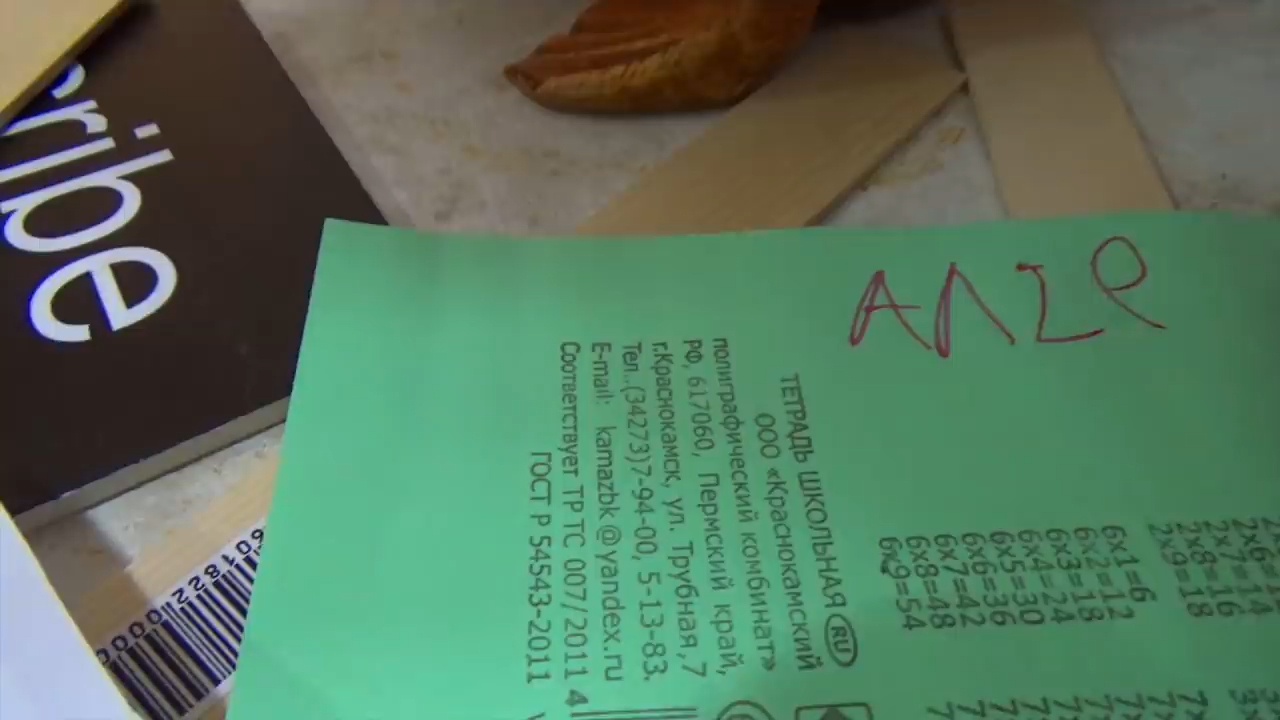 ribe
2x7=14
2x8=16
2x9=18
6x1=6
6x2=12
6x3=18
6x4=24
6x5=30
6x6=36
6x7=42
6x8=48
6x9=54
ТЕТРАДЬ ШКОЛЬНАЯ RU
ООО «Краснокамский
полиграфический комбинат»
РФ, 617060, Пермский край,
г.Краснокамск, ул. Трубная, 7
Тел.:(34273)7-94-00, 5-13-83.
E-mail: kamazbk@yandex.ru
Соответствует ТР ТС 007/2011
ГОСТ Р 54543-2011
4